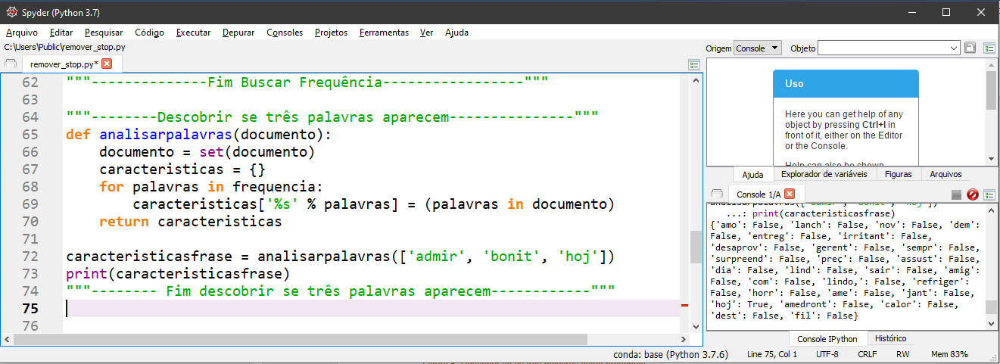 Spyder (Python 3.7)
Arquivo Editar Pesquisar Código Executar Depurar Consoles Projetos Ferramentas Ver Ajuda
C:\Users\Public\remover_stop.py
remover_stop.py*
62 """--------------Fim Buscar Frequência-----------------"""
63
64 """--------Descobrir se três palavras aparecem---------------"""
65 def analisarpalavras(documento):
66     documento = set(documento)
67     caracteristicas = {}
68     for palavras in frequencia:
69         caracteristicas['%s' % palavras] = (palavras in documento)
70     return caracteristicas
71
72 caracteristicasfrase = analisarpalavras(['admir', 'bonit', 'hoj'])
73 print(caracteristicasfrase)
74 """-------- Fim descobrir se três palavras aparecem------------"""
75
76
Origem Console Objeto
Uso
Here you can get help of any
object by pressing Ctrl+I in
front of it, either on the Editor
or the Console.
Help can also be shown
Ajuda Explorador de variáveis Figuras Arquivos
Console 1/A
analisarpalavras(['admir', 'bonit', 'hoj'])
...: print(caracteristicasfrase)
{'amo': False, 'lanch': False, 'nov': False, 'dem':
False, 'entreg': False, 'irritant': False,
'desaprov': False, 'gerent': False, 'sempr': False,
'surpreend': False, 'preç': False, 'assust': False,
'dia': False, 'lind': False, 'sair': False, 'amig':
False, 'com': False, 'lindo,': False, 'refriger':
False, 'horr': False, 'ame': False, 'jant': False,
'hoj': True, 'amedront': False, 'calor': False,
'dest': False, 'fil': False}
Console IPython Histórico
conda: base (Python 3.7.6) Line 75, Col 1 UTF-8 CRLF RW Mem 83%